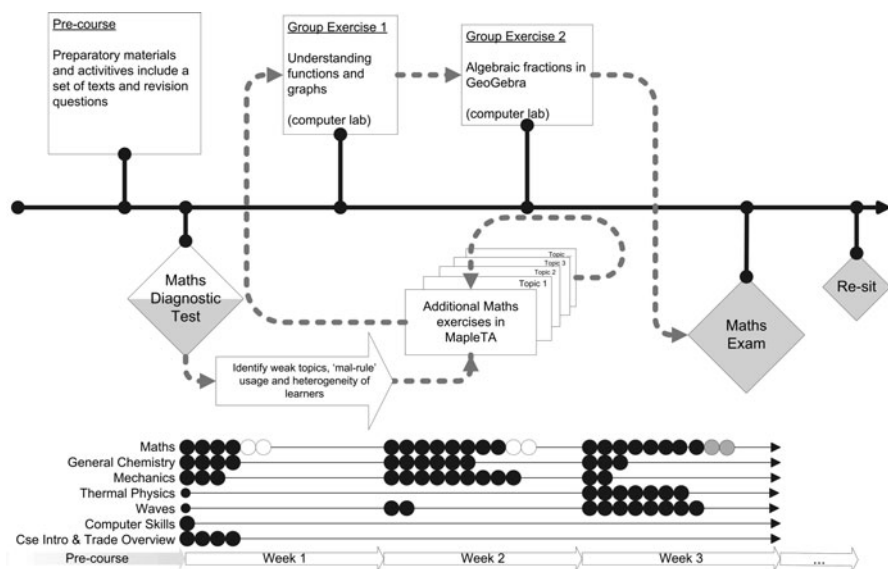 Pre-course
Preparatory materials
and activitives include a
set of texts and revision
questions
Group Exercise 1
Understanding
functions and
graphs
(computer lab)
Group Exercise 2
Algebraic fractions in
GeoGebra
(computer lab)
Maths
Diagnostic
Test
Topic
Topic 3
Topic 2
Topic 1
Additional Maths
exercises in
MapleTA
Re-sit
Maths
Exam
Identify weak topics, 'mal-rule'
usage and heterogeneity of
learners
Maths
General Chemistry
Mechanics
Thermal Physics
Waves
Computer Skills
Cse Intro & Trade Overview
Pre-course
Week 1
Week 2
Week 3
...